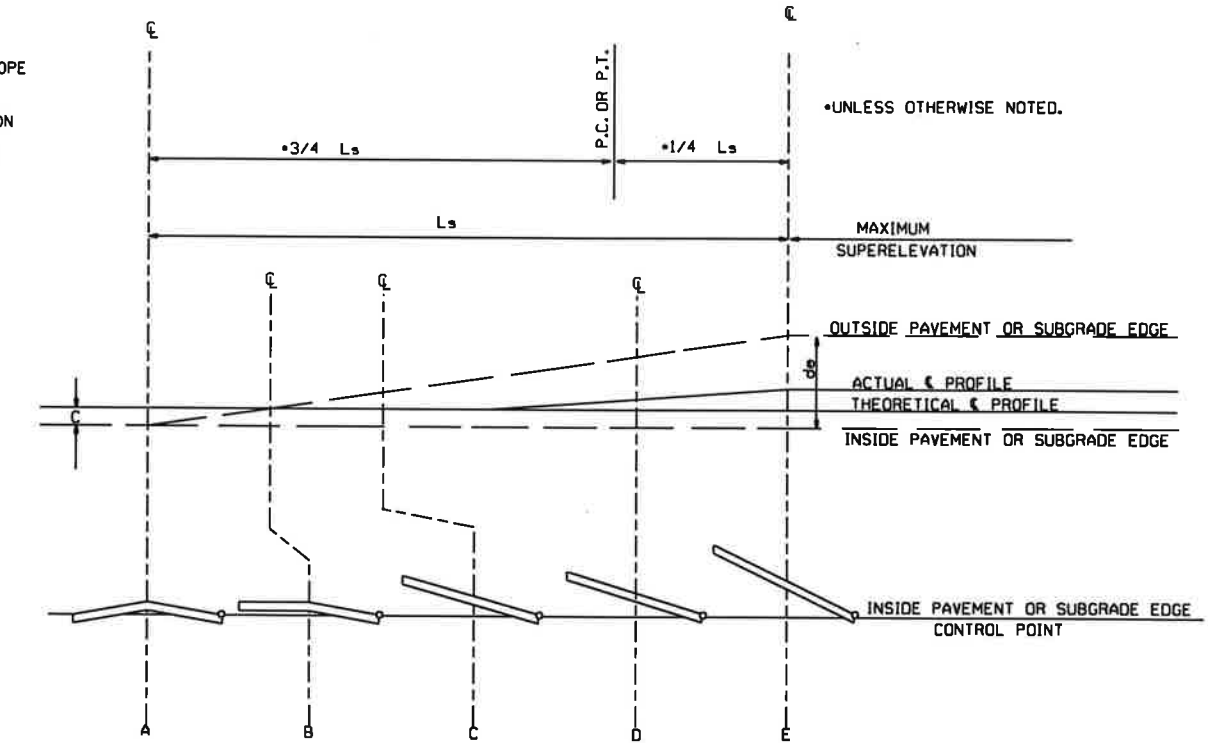 ℄
℄
OPE
P.C. OR P.T.
•UNLESS OTHERWISE NOTED.
ON
•3/4 Ls
•1/4 Ls
Ls
MAXIMUM
SUPERELEVATION
℄
℄
℄
OUTSIDE PAVEMENT OR SUBGRADE EDGE
de
ACTUAL ℄ PROFILE
THEORETICAL ℄ PROFILE
C
INSIDE PAVEMENT OR SUBGRADE EDGE
INSIDE PAVEMENT OR SUBGRADE EDGE
CONTROL POINT
A
B
C
D
E